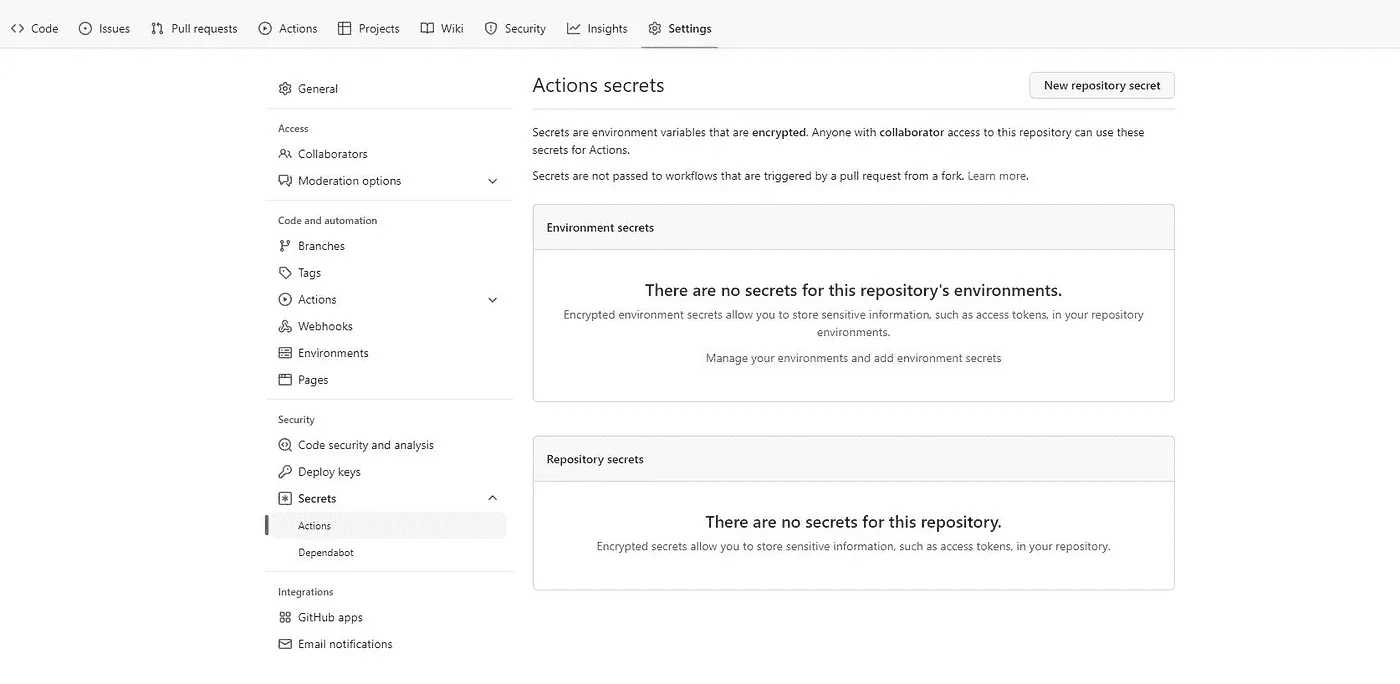 Code Issues Pull requests Actions Projects Wiki Security Insights Settings
General
Access
Collaborators
Moderation options
Code and automation
Branches
Tags
Actions
Webhooks
Environments
Pages
Security
Code security and analysis
Deploy keys
Secrets
Actions
Dependabot
Integrations
GitHub apps
Email notifications
Actions secrets
New repository secret
Secrets are environment variables that are encrypted. Anyone with collaborator access to this repository can use these
secrets for Actions.
Secrets are not passed to workflows that are triggered by a pull request from a fork. Learn more.
Environment secrets
There are no secrets for this repository's environments.
Encrypted environment secrets allow you to store sensitive information, such as access tokens, in your repository
environments.
Manage your environments and add environment secrets
Repository secrets
There are no secrets for this repository.
Encrypted secrets allow you to store sensitive information, such as access tokens, in your repository.